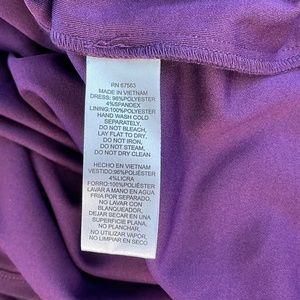 RN 67563
MADE IN VIETNAM
DRESS: 96%POLYESTER
4%SPANDEX
LINING:100%POLYESTER
HAND WASH COLD
SEPARATELY,
DO NOT BLEACH,
LAY FLAT TO DRY.
DO NOT IRON,
DO NOT STEAM,
DO NOT DRY CLEAN
HECHO EN VIETNAM
VESTIDO:96%POLIÉSTER
4%LICRA
FORRO:100%POLIÉSTER
LAVAR A MANO EN AGUA
FRIA POR SEPARADO.
NO LAVAR CON
BLANQUEADOR.
DEJAR SECAR EN UNA
SUPERFICIE PLANA.
NO PLANCHAR,
NO UTILIZAR VAPOR,
NO LIMPIAR EN SECO